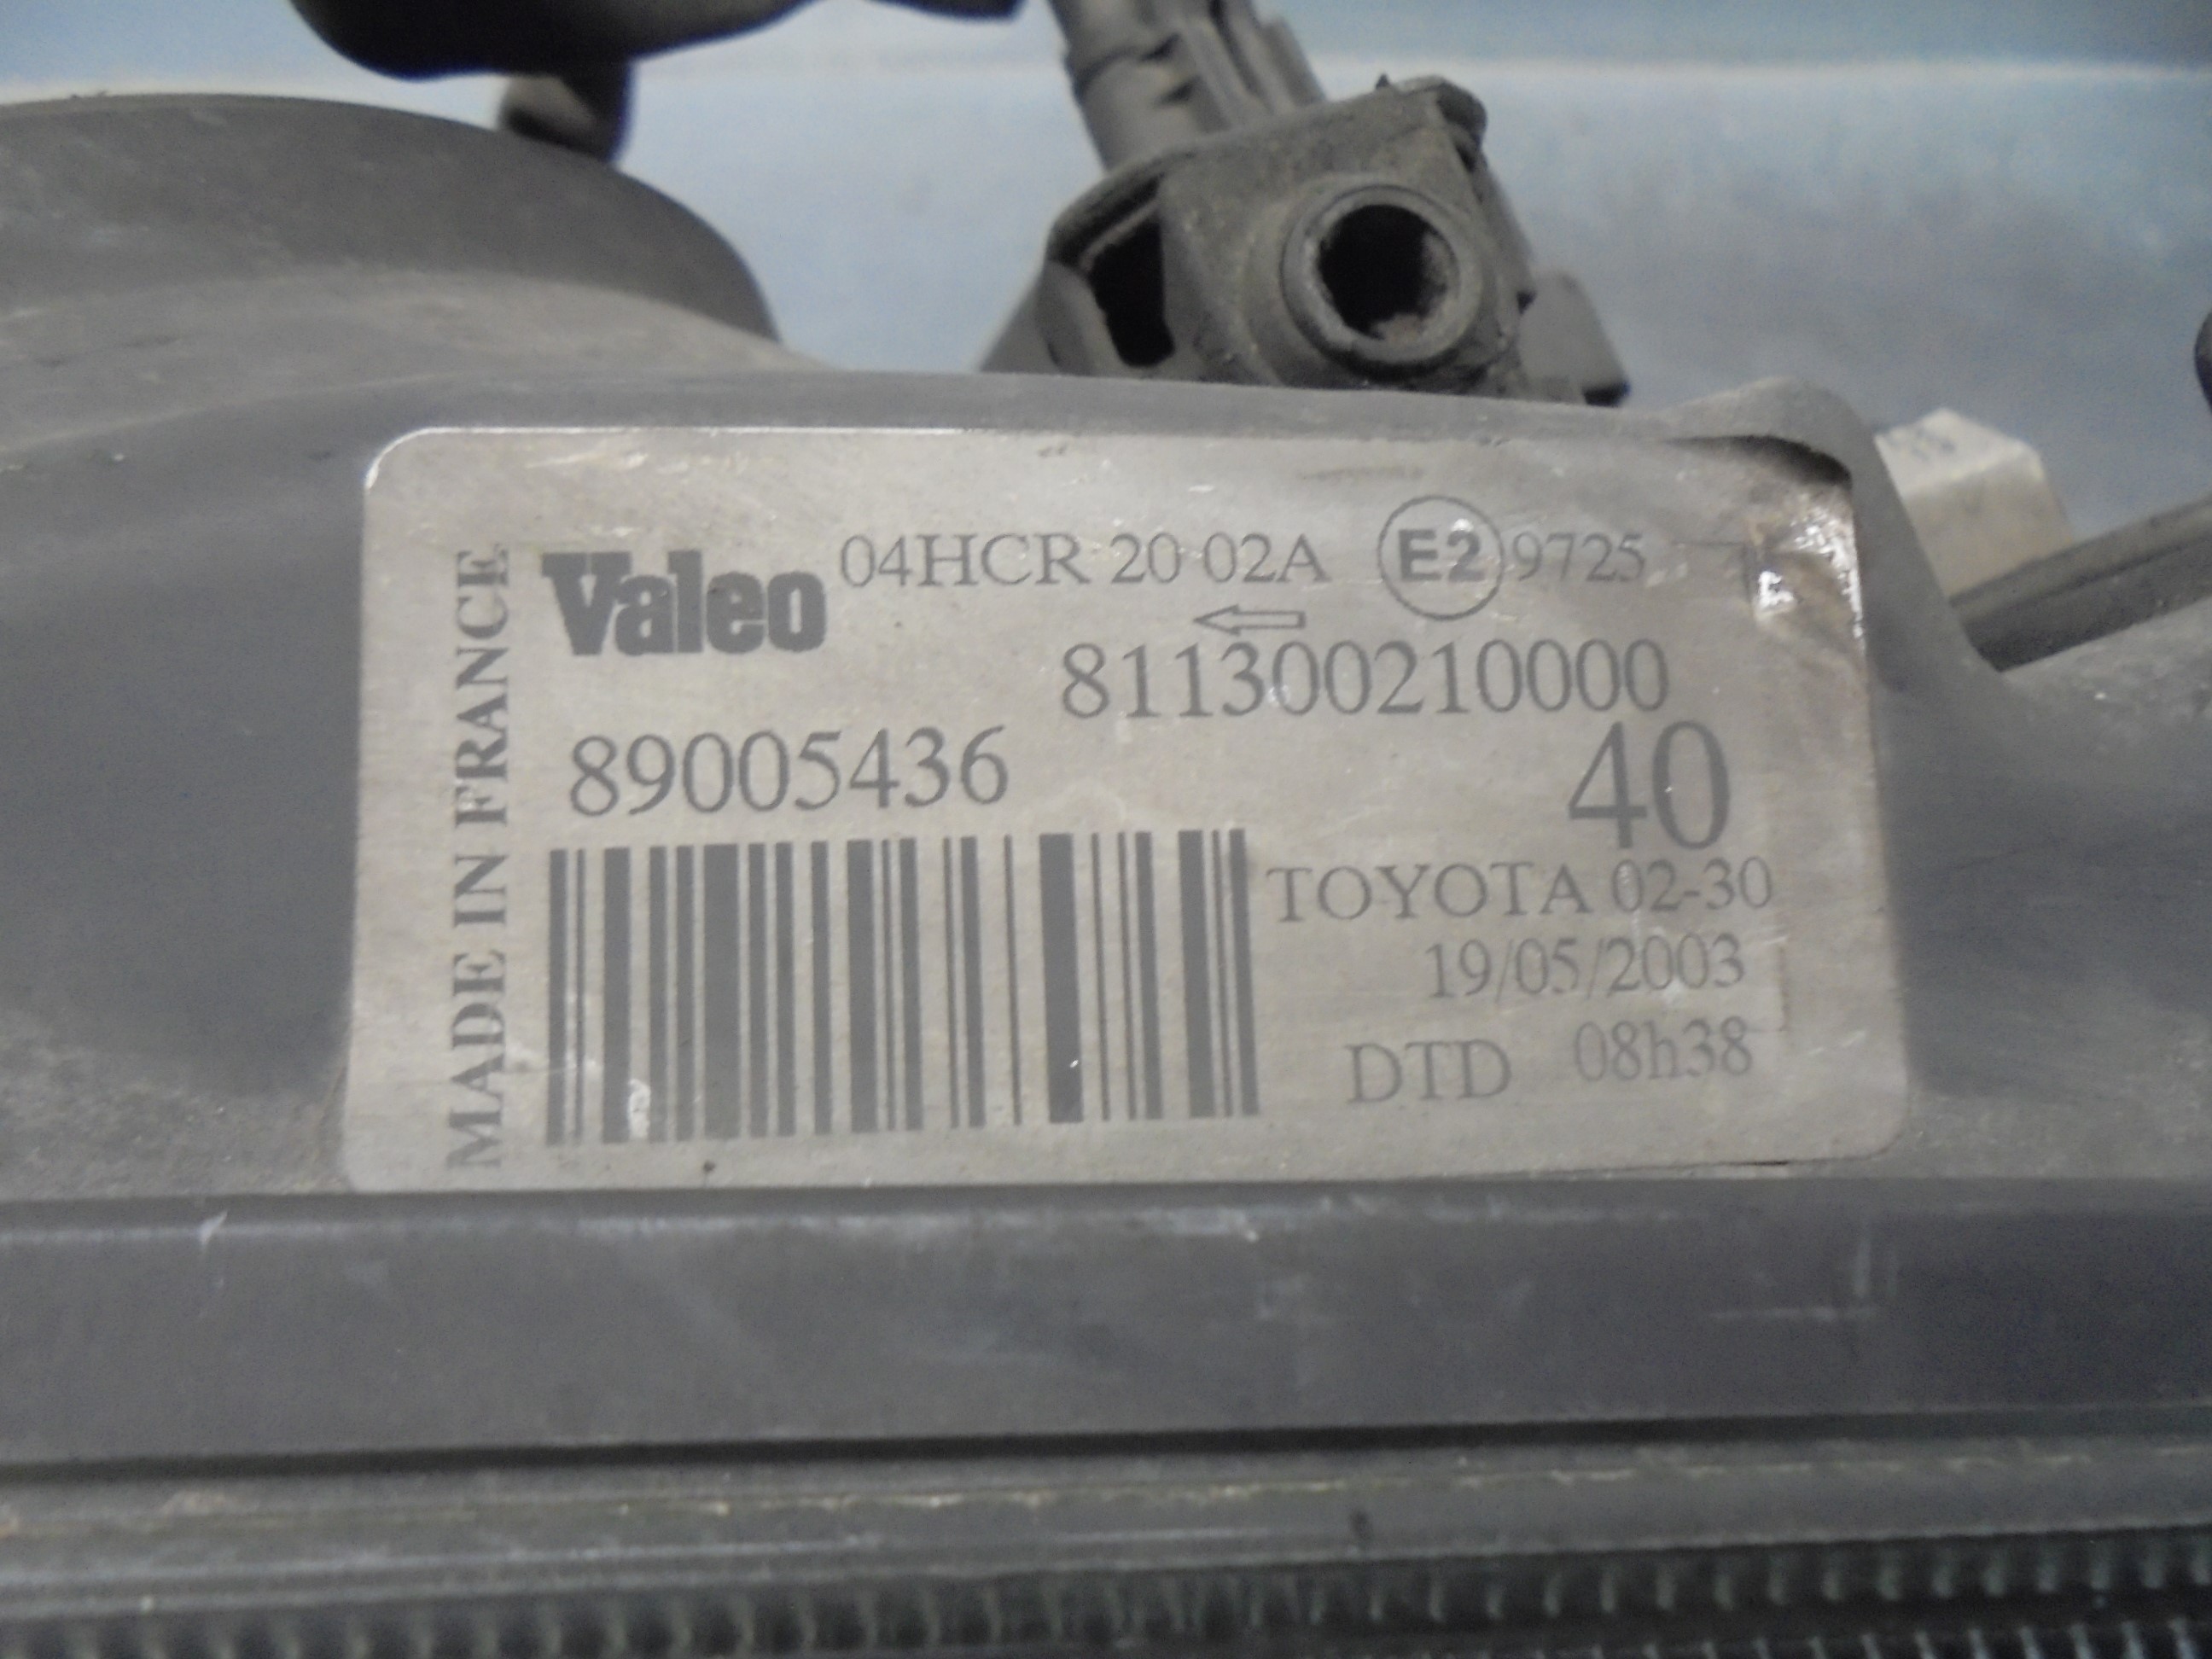 MADE IN FRANCE
Valeo 04HCR 20 02A E2 9725
811300210000
89005436
40
TOYOTA 02-30
19/05/2003
DTD 08h38